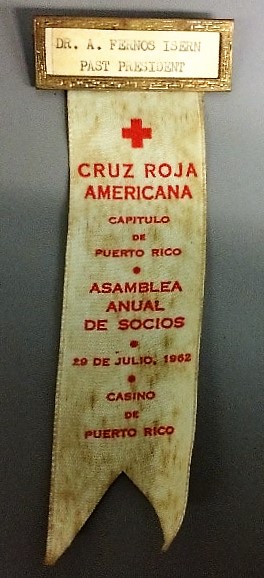 DR. A. FERNOS ISERN
PAST PRESIDENT
CRUZ ROJA
AMERICANA
CAPITULO
DE
PUERTO RICO
ASAMBLEA
ANUAL
DE SOCIOS
29 DE JULIO, 1962
CASINO
DE
PUERTO RICO